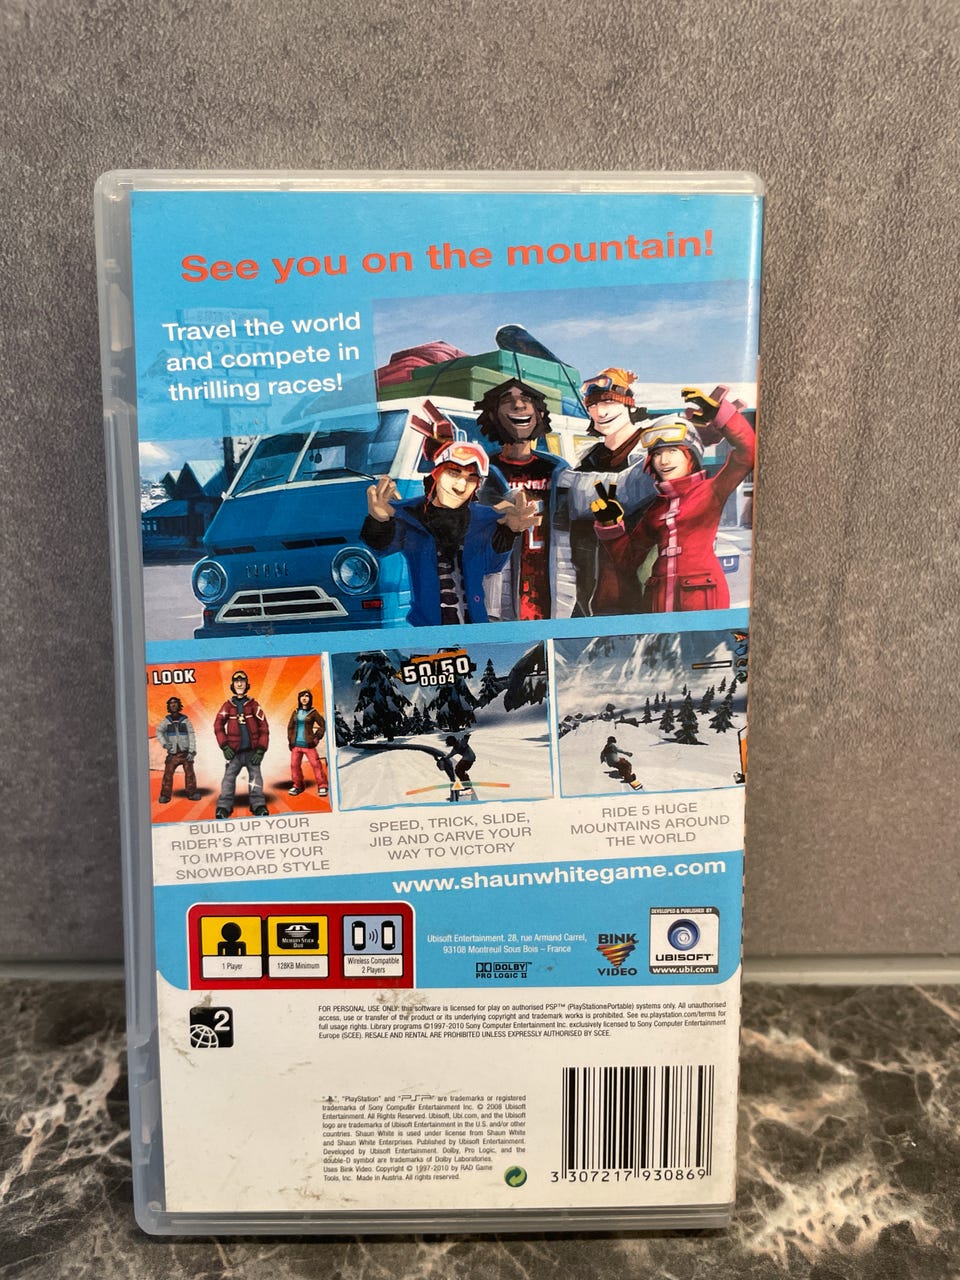 See you on the mountain!
Travel the world
and compete in
thrilling races!
MOTEL
LOOK
50/50
0004
BUILD UP YOUR
RIDER'S ATTRIBUTES
TO IMPROVE YOUR
SNOWBOARD STYLE
SPEED, TRICK, SLIDE,
JIB AND CARVE YOUR
WAY TO VICTORY
RIDE 5 HUGE
MOUNTAINS AROUND
THE WORLD
www.shaunwhitegame.com
1 Player
MEMORY STICK
DUO
128KB Minimum
Wireless Compatible
2 Players
Ubisoft Entertainment. 28, rue Armand Carrel,
93108 Montreuil Sous Bois – France
DOLBY
PRO LOGIC II
BINK
VIDEO
DEVELOPED & PUBLISHED BY
UBISOFT
www.ubi.com
2
FOR PERSONAL USE ONLY: this software is licensed for play on authorised PSP™ (PlayStation®Portable) systems only. All unauthorised
access, use or transfer of the product or its underlying copyright and trademark works is prohibited. See eu.playstation.com/terms for
full usage rights. Library programs ©1997-2010 Sony Computer Entertainment Inc. exclusively licensed to Sony Computer Entertainment
Europe (SCEE). RESALE AND RENTAL ARE PROHIBITED UNLESS EXPRESSLY AUTHORISED BY SCEE.
"PlayStation" and "PSP" are trademarks or registered
trademarks of Sony Computer Entertainment Inc. © 2008 Ubisoft
Entertainment. All Rights Reserved. Ubisoft, Ubi.com, and the Ubisoft
logo are trademarks of Ubisoft Entertainment in the U.S. and/or other
countries. Shaun White is used under license from Shaun White
and Shaun White Enterprises. Published by Ubisoft Entertainment.
Developed by Ubisoft Entertainment. Dolby, Pro Logic, and the
double-D symbol are trademarks of Dolby Laboratories.
Uses Bink Video. Copyright © 1997-2010 by RAD Game
Tools, Inc. Made in Austria. All rights reserved.
3 307217 930869